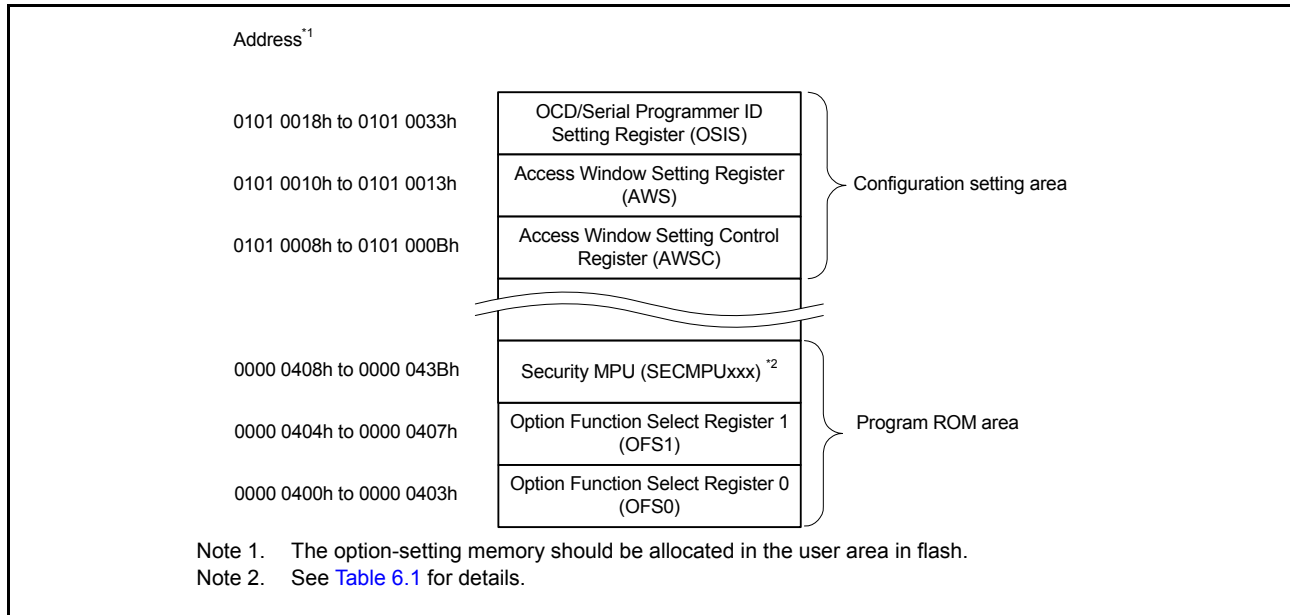 Address*1
0101 0018h to 0101 0033h
OCD/Serial Programmer ID
Setting Register (OSIS)
0101 0010h to 0101 0013h
Access Window Setting Register
(AWS)
Configuration setting area
0101 0008h to 0101 000Bh
Access Window Setting Control
Register (AWSC)
0000 0408h to 0000 043Bh
Security MPU (SECMPUxxx) *2
0000 0404h to 0000 0407h
Option Function Select Register 1
(OFS1)
Program ROM area
0000 0400h to 0000 0403h
Option Function Select Register 0
(OFS0)
Note 1. The option-setting memory should be allocated in the user area in flash.
Note 2. See Table 6.1 for details.